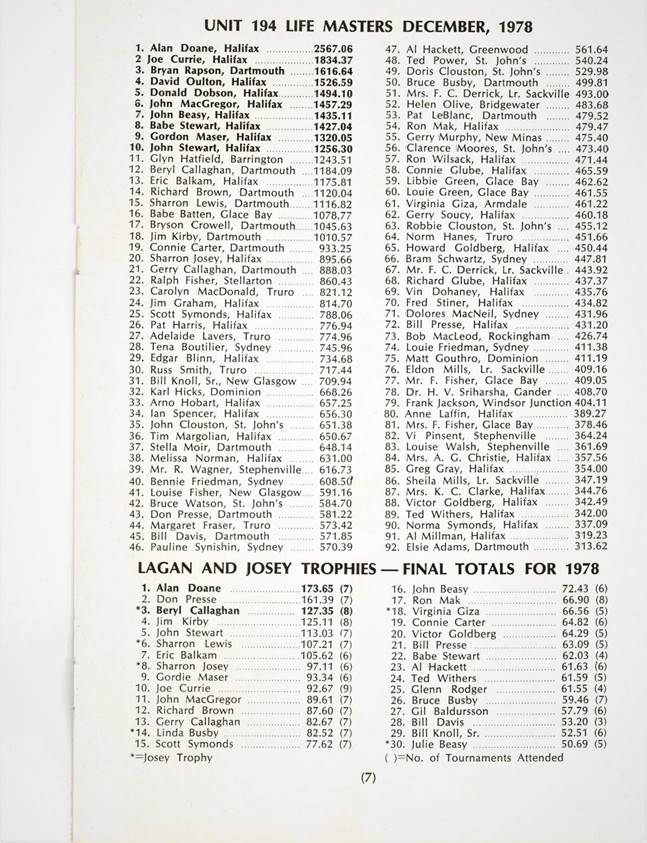 UNIT 194 LIFE MASTERS DECEMBER, 1978
1. Alan Doane, Halifax 2567.06
2 Joe Currie, Halifax 1834.37
3. Bryan Rapson, Dartmouth 1616.64
4. David Oulton, Halifax 1526.59
5. Donald Dobson, Halifax 1494.10
6. John MacGregor, Halifax 1457.29
7. John Beasy, Halifax 1435.11
8. Babe Stewart, Halifax 1427.04
9. Gordon Maser, Halifax 1320.05
10. John Stewart, Halifax 1256.30
11. Glyn Hatfield, Barrington 1243.51
12. Beryl Callaghan, Dartmouth 1184.09
13. Eric Balkam, Halifax 1175.81
14. Richard Brown, Dartmouth 1120.04
15. Sharron Lewis, Dartmouth 1116.82
16. Babe Batten, Glace Bay 1078.77
17. Bryson Crowell, Dartmouth 1045.63
18. Jim Kirby, Dartmouth 1010.57
19. Connie Carter, Dartmouth 933.25
20. Sharron Josey, Halifax 895.66
21. Gerry Callaghan, Dartmouth 888.03
22. Ralph Fisher, Stellarton 860.43
23. Carolyn MacDonald, Truro 821.12
24. Jim Graham, Halifax 814.70
25. Scott Symonds, Halifax 788.06
26. Pat Harris, Halifax 776.94
27. Adelaide Lavers, Truro 774.96
28. Tena Boutilier, Sydney 745.96
29. Edgar Blinn, Halifax 734.68
30. Russ Smith, Truro 717.44
31. Bill Knoll, Sr., New Glasgow 709.94
32. Karl Hicks, Dominion 668.26
33. Arno Hobart, Halifax 657.25
34. Ian Spencer, Halifax 656.30
35. John Clouston, St. John's 651.38
36. Tim Margolian, Halifax 650.67
37. Stella Moir, Dartmouth 648.14
38. Melissa Norman, Halifax 631.00
39. Mr. R. Wagner, Stephenville 616.73
40. Bennie Friedman, Sydney 608.50
41. Louise Fisher, New Glasgow 591.16
42. Bruce Watson, St. John's 584.70
43. Don Presse, Dartmouth 581.22
44. Margaret Fraser, Truro 573.42
45. Bill Davis, Dartmouth 571.85
46. Pauline Synishin, Sydney 570.39
47. Al Hackett, Greenwood 561.64
48. Ted Power, St. John's 540.24
49. Doris Clouston, St. John's 529.98
50. Bruce Busby, Dartmouth 499.81
51. Mrs. F. C. Derrick, Lr. Sackville 493.00
52. Helen Olive, Bridgewater 483.68
53. Pat LeBlanc, Dartmouth 479.52
54. Ron Mak, Halifax 479.47
55. Gerry Murphy, New Minas 475.40
56. Clarence Moores, St. John's 473.40
57. Ron Wilsack, Halifax 471.44
58. Connie Glube, Halifax 465.59
59. Libbie Green, Glace Bay 462.62
60. Louie Green, Glace Bay 461.55
61. Virginia Giza, Armdale 461.22
62. Gerry Soucy, Halifax 460.18
63. Robbie Clouston, St. John's 455.12
64. Norm Hanes, Truro 451.66
65. Howard Goldberg, Halifax 450.44
66. Bram Schwartz, Sydney 447.81
67. Mr. F. C. Derrick, Lr. Sackville 443.92
68. Richard Glube, Halifax 437.37
69. Vin Dohaney, Halifax 435.76
70. Fred Stiner, Halifax 434.82
71. Dolores MacNeil, Sydney 431.96
72. Bill Presse, Halifax 431.20
73. Bob MacLeod, Rockingham 426.74
74. Louie Friedman, Sydney 411.38
75. Matt Gouthro, Dominion 411.19
76. Eldon Mills, Lr. Sackville 409.16
77. Mr. F. Fisher, Glace Bay 409.05
78. Dr. H. V. Sriharsha, Gander 408.70
79. Frank Jackson, Windsor Junction 404.11
80. Anne Laffin, Halifax 389.27
81. Mrs. F. Fisher, Glace Bay 378.46
82. Vi Pinsent, Stephenville 364.24
83. Louise Walsh, Stephenville 361.69
84. Mrs. A. G. Christie, Halifax 357.56
85. Greg Gray, Halifax 354.00
86. Sheila Mills, Lr. Sackville 347.19
87. Mrs. K. C. Clarke, Halifax 344.76
88. Victor Goldberg, Halifax 342.49
89. Ted Withers, Halifax 342.00
90. Norma Symonds, Halifax 337.09
91. Al Millman, Halifax 319.23
92. Elsie Adams, Dartmouth 313.62
LAGAN AND JOSEY TROPHIES — FINAL TOTALS FOR 1978
1. Alan Doane 173.65 (7)
2. Don Presse 161.39 (7)
*3. Beryl Callaghan 127.35 (8)
4. Jim Kirby 125.11 (8)
5. John Stewart 113.03 (7)
*6. Sharron Lewis 107.21 (7)
7. Eric Balkam 105.62 (6)
*8. Sharron Josey 97.11 (6)
9. Gordie Maser 93.34 (6)
10. Joe Currie 92.67 (9)
11. John MacGregor 89.61 (7)
12. Richard Brown 87.60 (7)
13. Gerry Callaghan 82.67 (7)
*14. Linda Busby 82.52 (7)
15. Scott Symonds 77.62 (7)
*=Josey Trophy
16. John Beasy 72.43 (6)
17. Ron Mak 66.90 (8)
*18. Virginia Giza 66.56 (5)
19. Connie Carter 64.82 (6)
20. Victor Goldberg 64.29 (5)
21. Bill Presse 63.09 (5)
22. Babe Stewart 62.03 (4)
23. Al Hackett 61.63 (6)
24. Ted Withers 61.59 (5)
25. Glenn Rodger 61.55 (4)
26. Bruce Busby 59.46 (7)
27. Gil Baldursson 57.79 (6)
28. Bill Davis 53.20 (3)
29. Bill Knoll, Sr. 52.51 (6)
*30. Julie Beasy 50.69 (5)
( )=No. of Tournaments Attended
(7)